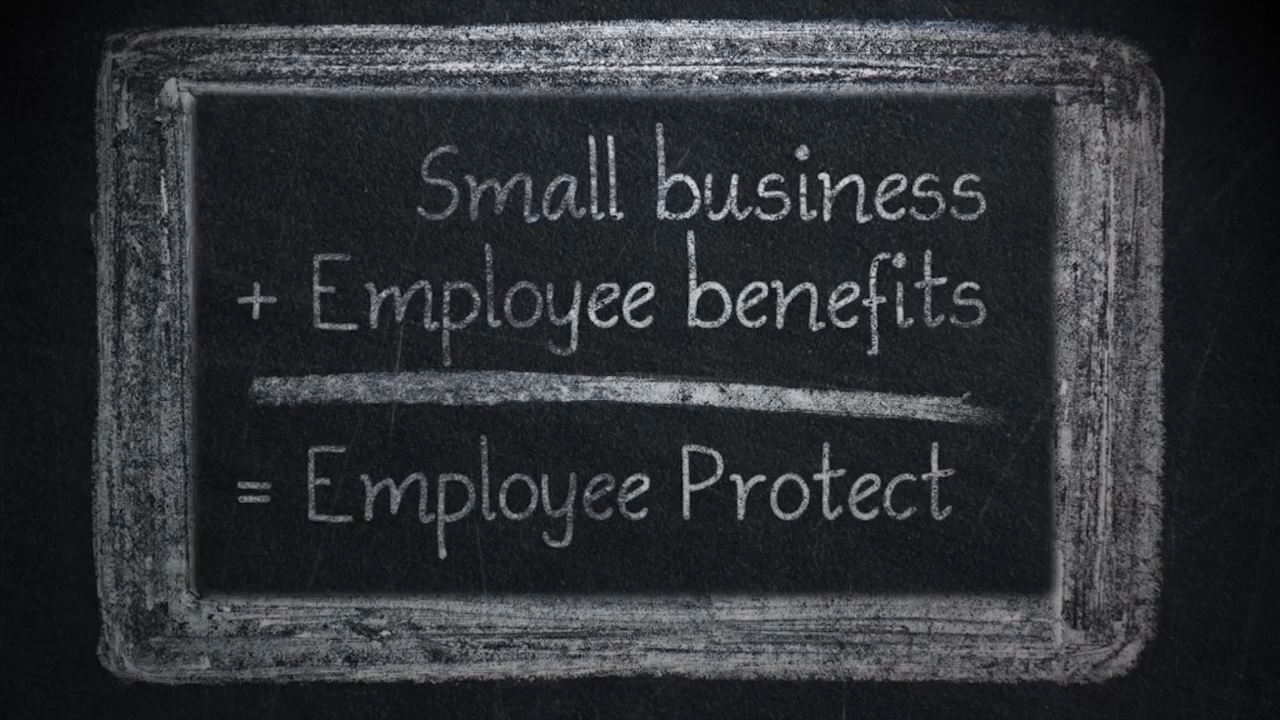 Small business
+ Employee benefits
= Employee Protect